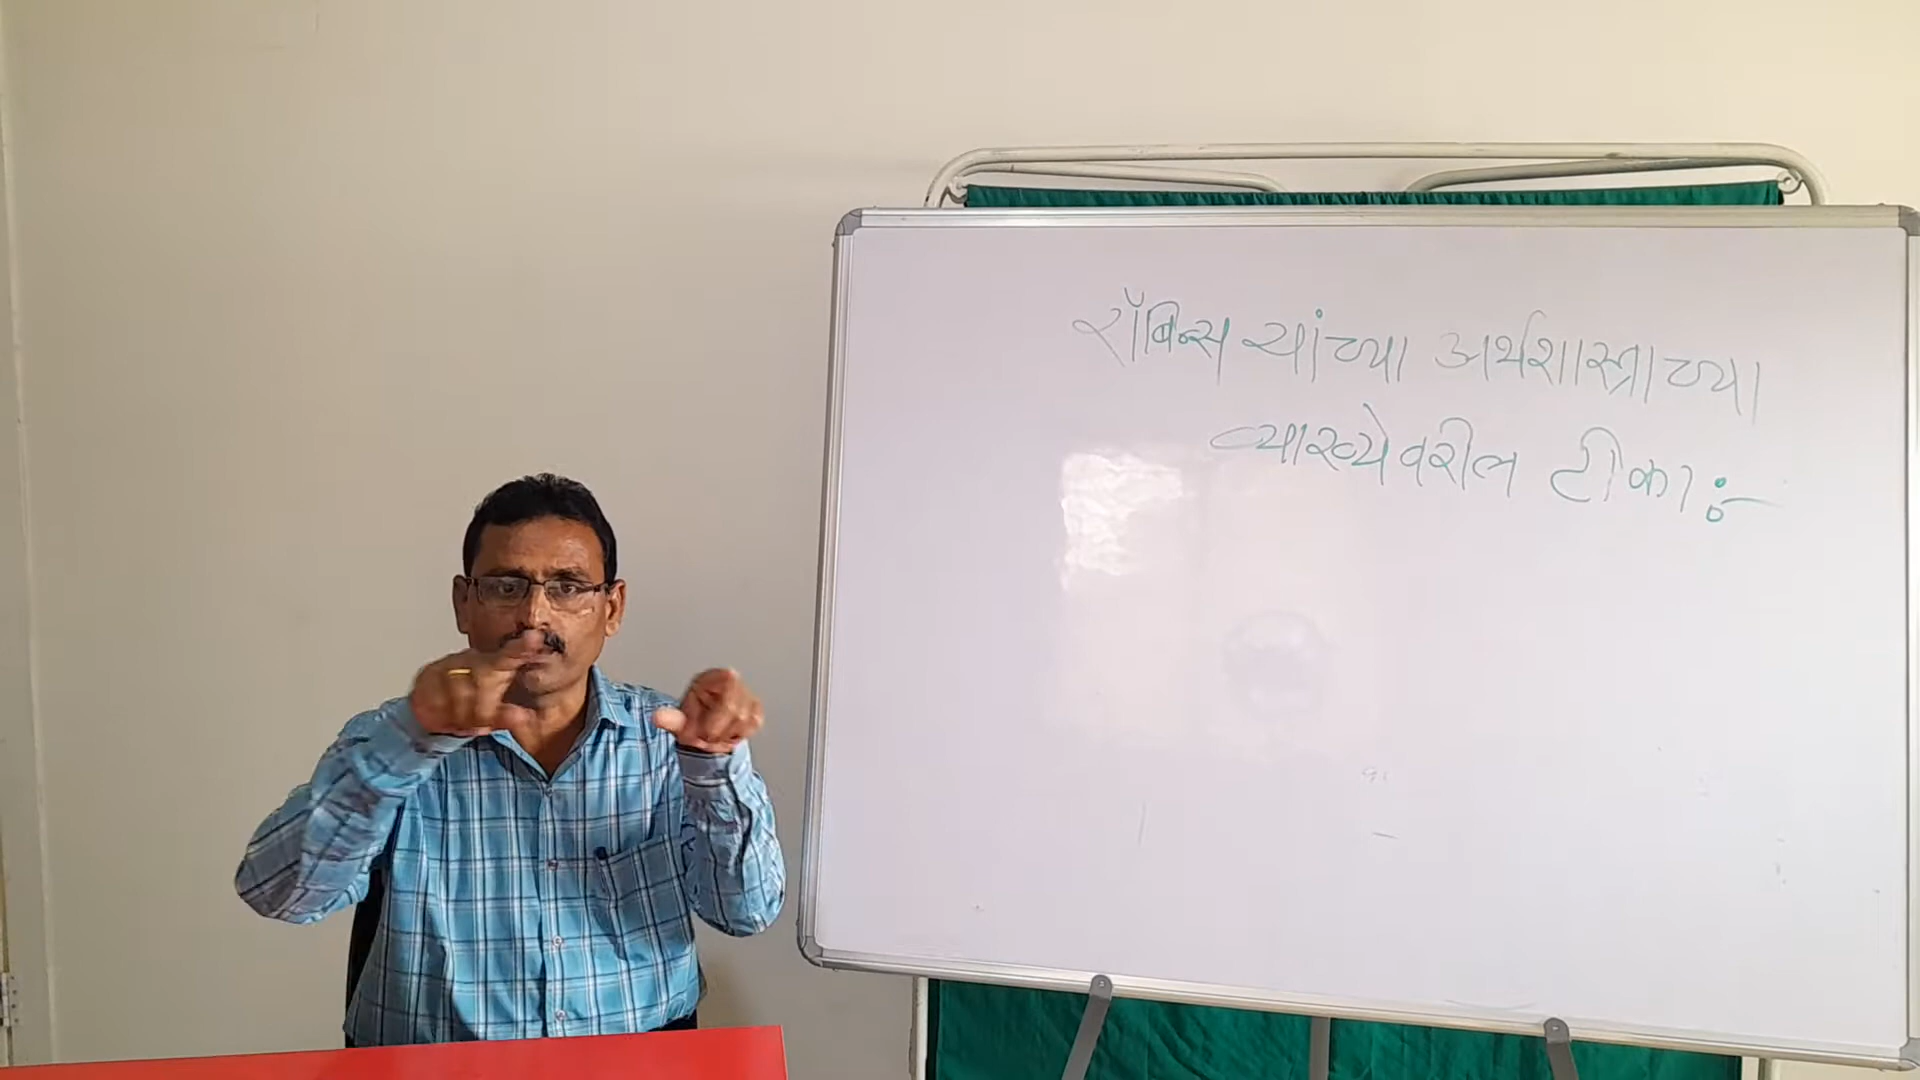 रॉबिन्स यांच्या अर्थशास्त्राच्या
व्याख्येवरील टीका :-